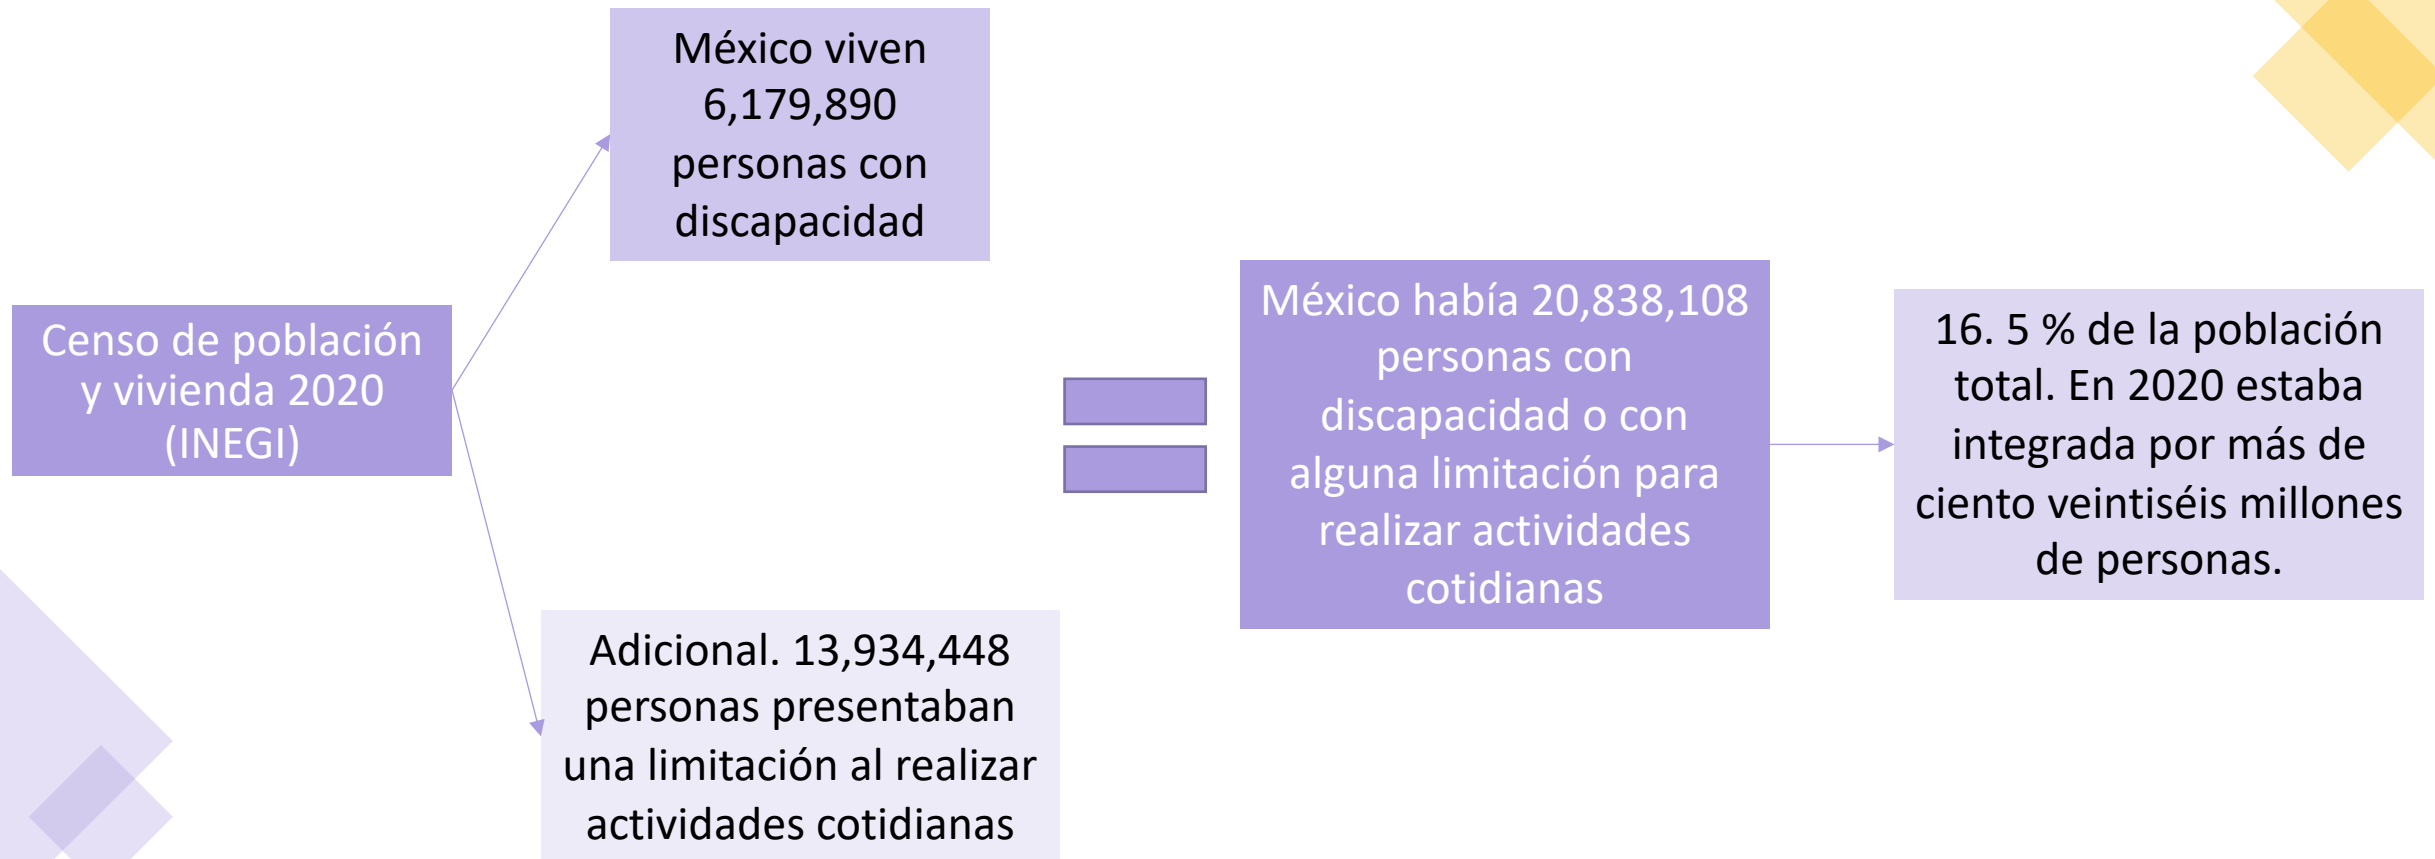 México viven
6,179,890
personas con
discapacidad
Censo de población
y vivienda 2020
(INEGI)
Adicional. 13,934,448
personas presentaban
una limitación al realizar
actividades cotidianas
México había 20,838,108
personas con
discapacidad o con
alguna limitación para
realizar actividades
cotidianas
16. 5 % de la población
total. En 2020 estaba
integrada por más de
ciento veintiséis millones
de personas.